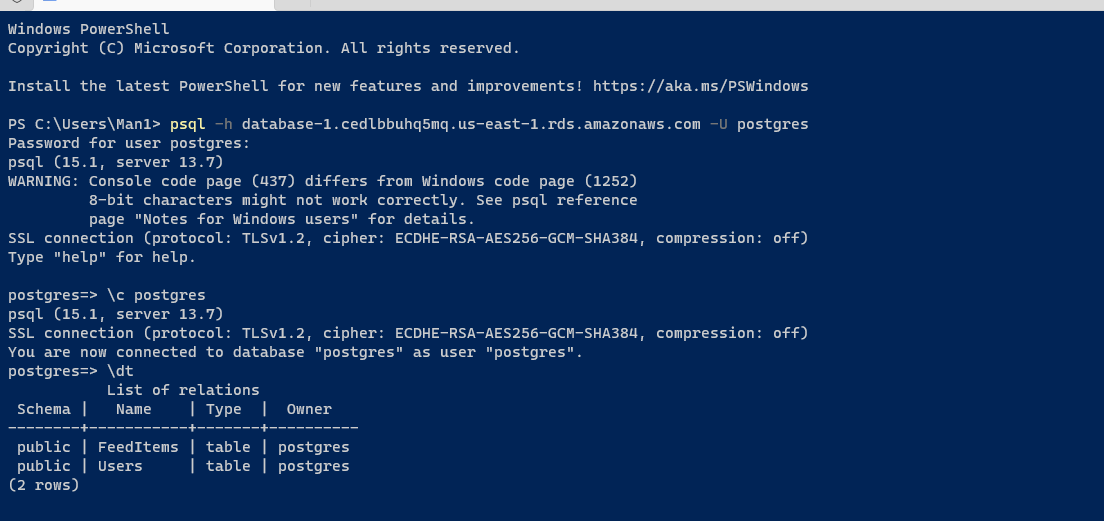 Windows PowerShell
Copyright (C) Microsoft Corporation. All rights reserved.
Install the latest PowerShell for new features and improvements! https://aka.ms/PSWindows
PS C:\Users\Man1> psql -h database-1.cedlbbuhq5mq.us-east-1.rds.amazonaws.com -U postgres
Password for user postgres:
psql (15.1, server 13.7)
WARNING: Console code page (437) differs from Windows code page (1252)
         8-bit characters might not work correctly. See psql reference
         page "Notes for Windows users" for details.
SSL connection (protocol: TLSv1.2, cipher: ECDHE-RSA-AES256-GCM-SHA384, compression: off)
Type "help" for help.
postgres=> \c postgres
psql (15.1, server 13.7)
SSL connection (protocol: TLSv1.2, cipher: ECDHE-RSA-AES256-GCM-SHA384, compression: off)
You are now connected to database "postgres" as user "postgres".
postgres=> \dt
           List of relations
 Schema |   Name    | Type  |  Owner
--------+-----------+-------+----------
 public | FeedItems | table | postgres
 public | Users     | table | postgres
(2 rows)